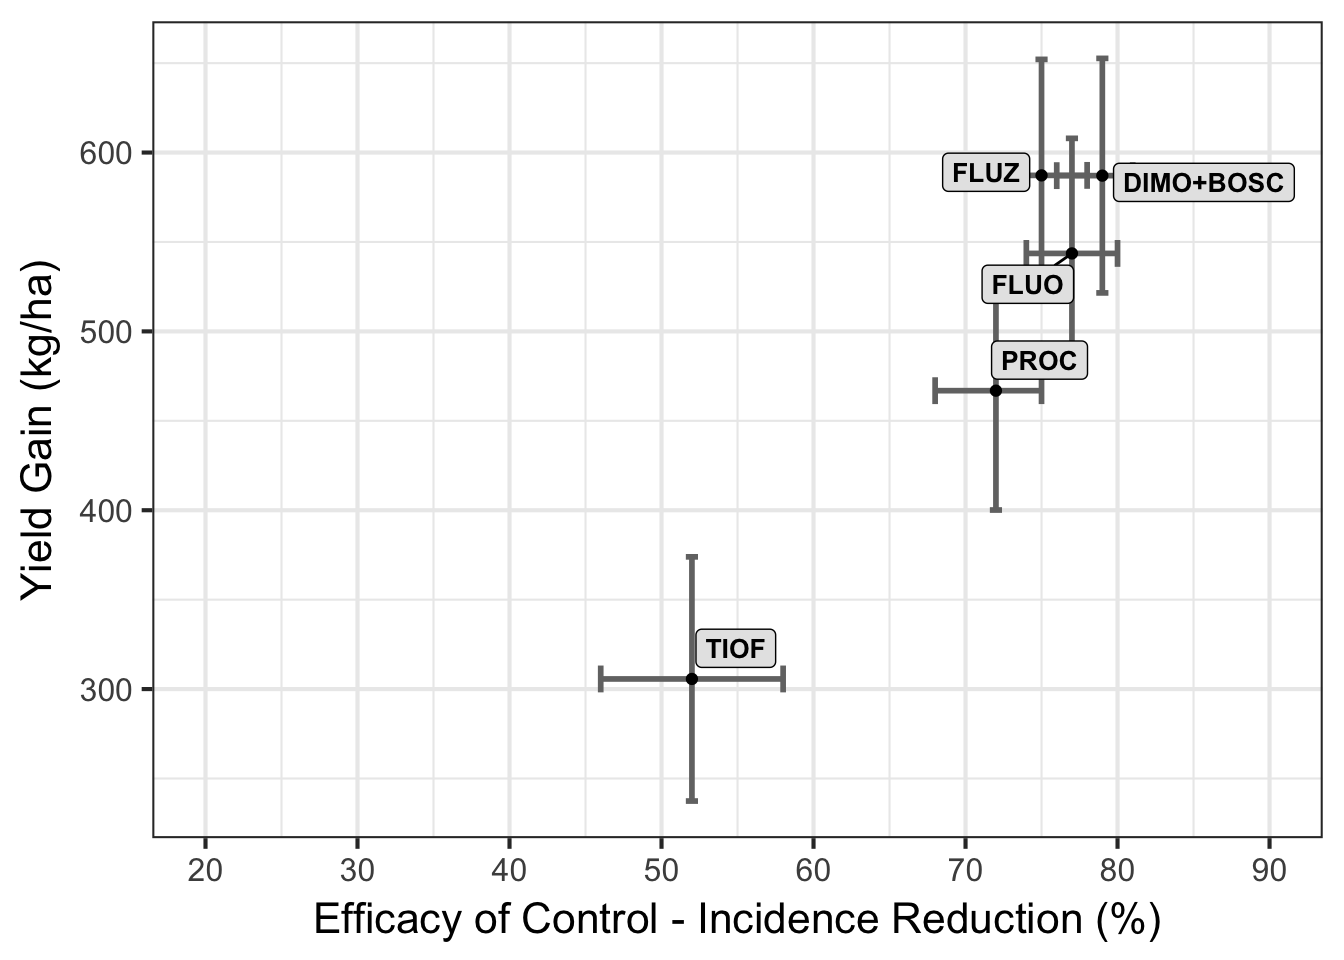 Yield Gain (kg/ha)
600
500
400
300
FLUZ
DIMO+BOSC
FLUO
PROC
TIOF
20 30 40 50 60 70 80 90
Efficacy of Control - Incidence Reduction (%)